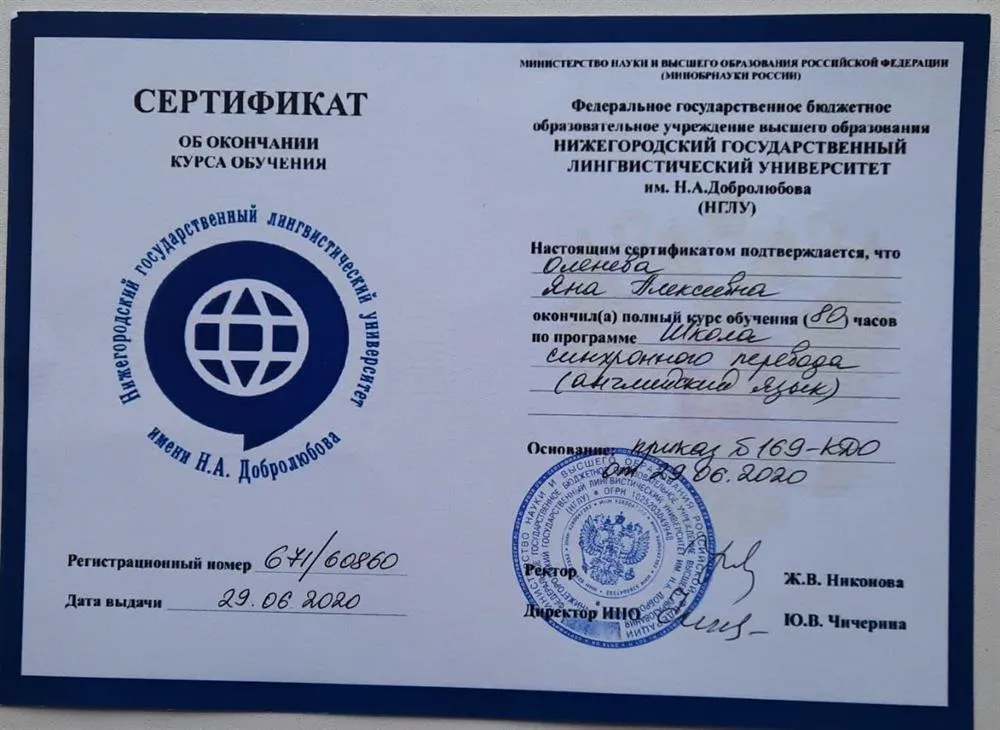 СЕРТИФИКАТ
ОБ ОКОНЧАНИИ
КУРСА ОБУЧЕНИЯ
Нижегородский государственный лингвистический университет
имени Н.А. Добролюбова
Регистрационный номер 671/60860
Дата выдачи 29.06.2020
МИНИСТЕРСТВО НАУКИ И ВЫСШЕГО ОБРАЗОВАНИЯ РОССИЙСКОЙ ФЕДЕРАЦИИ
(МИНОБРНАУКИ РОССИИ)
Федеральное государственное бюджетное
образовательное учреждение высшего образования
НИЖЕГОРОДСКИЙ ГОСУДАРСТВЕННЫЙ
ЛИНГВИСТИЧЕСКИЙ УНИВЕРСИТЕТ
им. Н.А.Добролюбова
(НГЛУ)
Настоящим сертификатом подтверждается, что
Оленева
Яна Алексеевна
окончил(а) полный курс обучения (80) часов
по программе Школа
синхронного перевода
(английский язык)
Основание: приказ № 169-КДО
от 29.06.2020
Ректор Ж.В. Никонова
Директор ИНО Ю.В. Чичерина